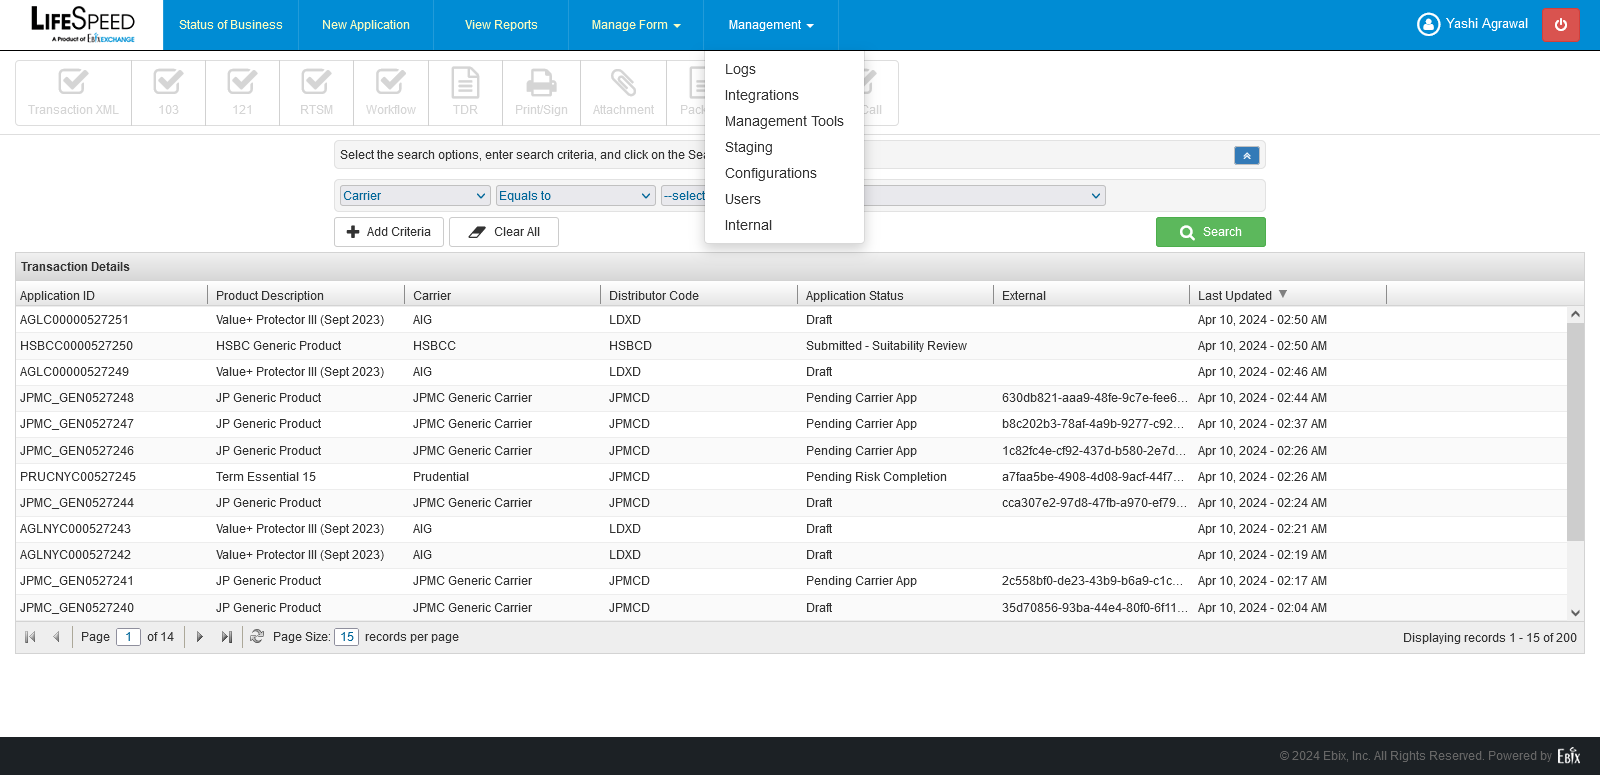 LIFESPEED
A Product of EbixEXCHANGE
Status of Business
New Application
View Reports
Manage Form
Management
Yashi Agrawal
Logs
Integrations
Management Tools
Staging
Configurations
Users
Internal
Transaction XML
103
121
RTSM
Workflow
TDR
Print/Sign
Attachment
Pack
Call
Select the search options, enter search criteria, and click on the Sea
Carrier
Equals to
--select
Add Criteria
Clear All
Search
Transaction Details
Application ID Product Description Carrier Distributor Code Application Status External Last Updated
AGLC00000527251 Value+ Protector III (Sept 2023) AIG LDXD Draft Apr 10, 2024 - 02:50 AM
HSBCC0000527250 HSBC Generic Product HSBCC HSBCD Submitted - Suitability Review Apr 10, 2024 - 02:50 AM
AGLC00000527249 Value+ Protector III (Sept 2023) AIG LDXD Draft Apr 10, 2024 - 02:46 AM
JPMC_GEN0527248 JP Generic Product JPMC Generic Carrier JPMCD Pending Carrier App 630db821-aaa9-48fe-9c7e-fee6... Apr 10, 2024 - 02:44 AM
JPMC_GEN0527247 JP Generic Product JPMC Generic Carrier JPMCD Pending Carrier App b8c202b3-78af-4a9b-9277-c92... Apr 10, 2024 - 02:37 AM
JPMC_GEN0527246 JP Generic Product JPMC Generic Carrier JPMCD Pending Carrier App 1c82fc4e-cf92-437d-b580-2e7d... Apr 10, 2024 - 02:26 AM
PRUCNYC00527245 Term Essential 15 Prudential JPMCD Pending Risk Completion a7faa5be-4908-4d08-9acf-44f7... Apr 10, 2024 - 02:26 AM
JPMC_GEN0527244 JP Generic Product JPMC Generic Carrier JPMCD Draft cca307e2-97d8-47fb-a970-ef79... Apr 10, 2024 - 02:24 AM
AGLNYC000527243 Value+ Protector III (Sept 2023) AIG LDXD Draft Apr 10, 2024 - 02:21 AM
AGLNYC000527242 Value+ Protector III (Sept 2023) AIG LDXD Draft Apr 10, 2024 - 02:19 AM
JPMC_GEN0527241 JP Generic Product JPMC Generic Carrier JPMCD Pending Carrier App 2c558bf0-de23-43b9-b6a9-c1c... Apr 10, 2024 - 02:17 AM
JPMC_GEN0527240 JP Generic Product JPMC Generic Carrier JPMCD Draft 35d70856-93ba-44e4-80f0-6f11... Apr 10, 2024 - 02:04 AM
Page 1 of 14 Page Size: 15 records per page Displaying records 1 - 15 of 200
© 2024 Ebix, Inc. All Rights Reserved. Powered by Ebix